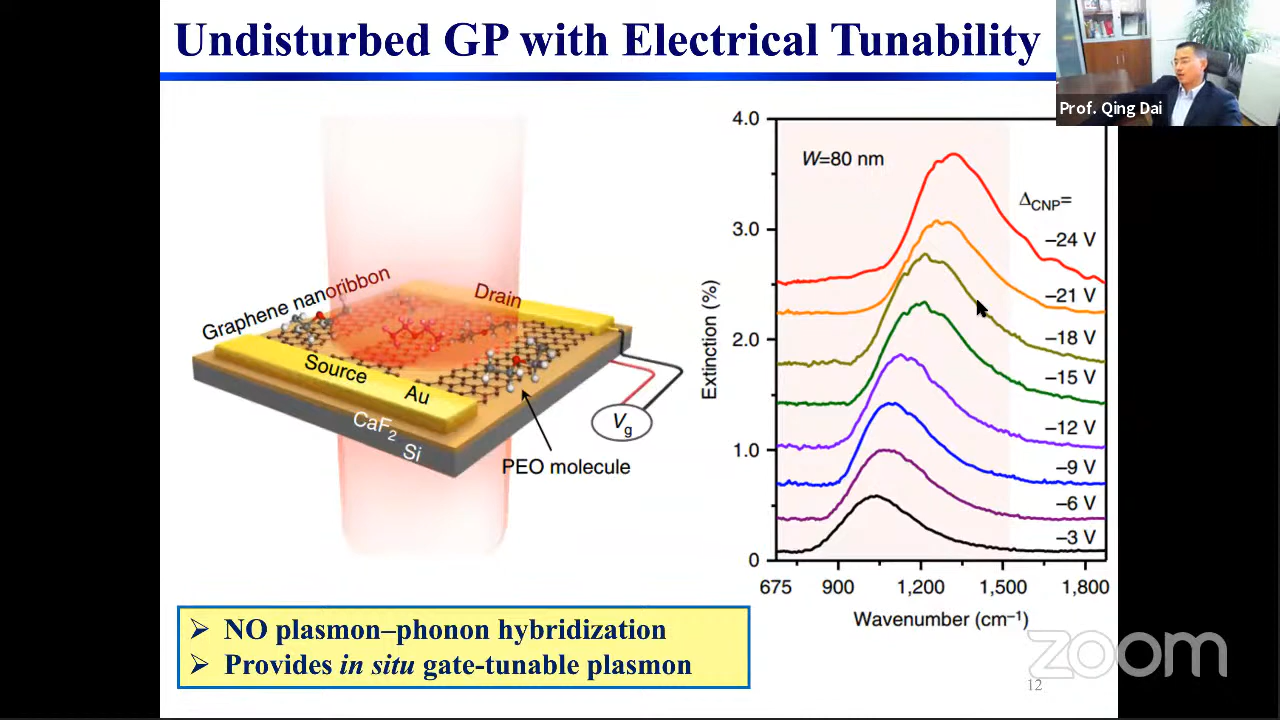 Undisturbed GP with Electrical Tunability
Prof. Qing Dai
Graphene nanoribbon
Drain
Source
Au
CaF2
Si
Vg
PEO molecule
4.0
3.0
2.0
1.0
0
Extinction (%)
W=80 nm
ΔCNP=
–24 V
–21 V
–18 V
–15 V
–12 V
–9 V
–6 V
–3 V
675 900 1,200 1,500 1,800
Wavenumber (cm⁻¹)
➢ NO plasmon–phonon hybridization
➢ Provides in situ gate-tunable plasmon
zoom
12